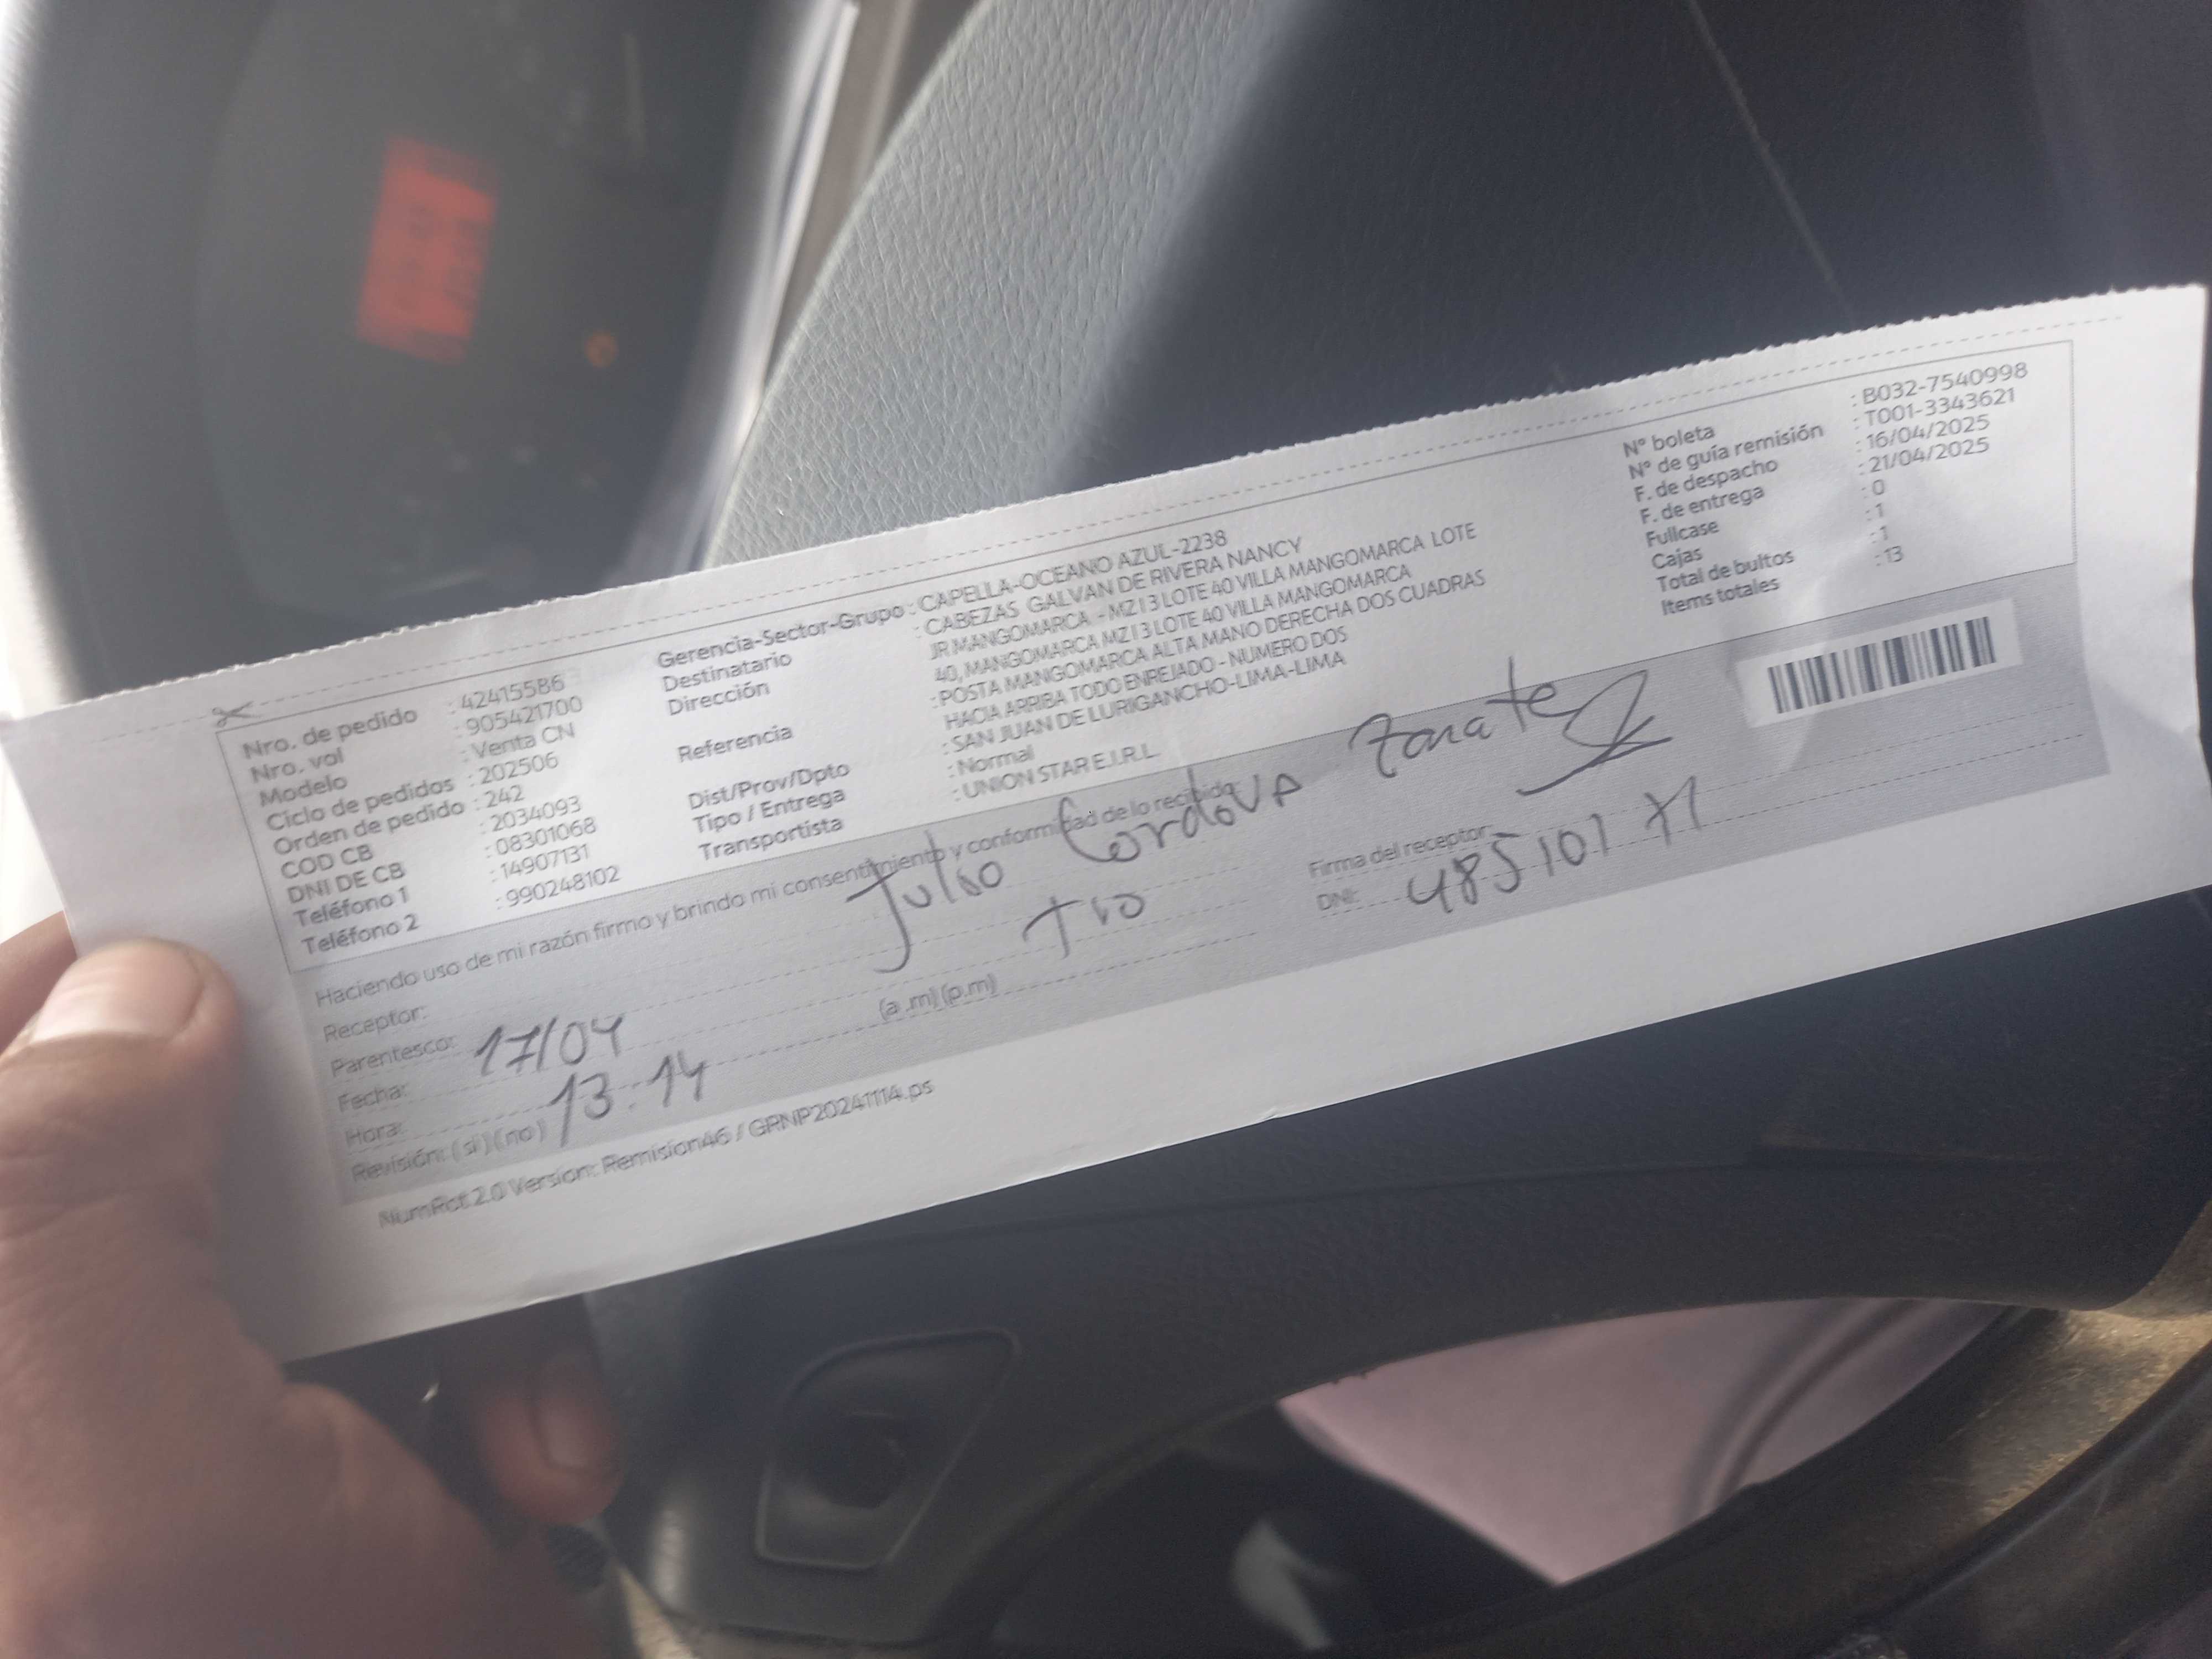 Nro. de pedido : 42415586
Nro. vol : 905421700
Modelo : Venta CN
Ciclo de pedidos : 202506
Orden de pedido : 242
COD CB : 2034093
DNI DE CB : 08301068
Teléfono 1 : 14907131
Teléfono 2 : 990248102
Gerencia-Sector-Grupo : CAPELLA-OCEANO AZUL-2238
Destinatario : CABEZAS GALVAN DE RIVERA NANCY
Dirección JR.MANGOMARCA - MZ I 3 LOTE 40 VILLA MANGOMARCA LOTE
40, MANGOMARCA MZ I 3 LOTE 40 VILLA MANGOMARCA
Referencia : POSTA MANGOMARCA ALTA MANO DERECHA DOS CUADRAS
HACIA ARRIBA TODO ENREJADO - NUMERO DOS
Dist/Prov/Dpto : SAN JUAN DE LURIGANCHO-LIMA-LIMA
Tipo / Entrega : Normal
Transportista : UNION STAR E.I.R.L.
N° boleta : B032-7540998
N° de guía remisión : T001-3343621
F. de despacho : 16/04/2025
F. de entrega : 21/04/2025
Fullcase : 0
Cajas : 1
Total de bultos : 1
Items totales : 13
Haciendo uso de mi razón firmo y brindo mi consentimiento y conformidad de lo recibido
Receptor: Julio Cordova Zarate
Parentesco: Tio
Fecha: 17/04
Hora: 13:14 (a .m) (p.m)
Revisión: ( si ) ( no )
Firma del receptor:
DNI: 485101
NumRct 2.0 Version: Remision46 / GRNP20241114.ps